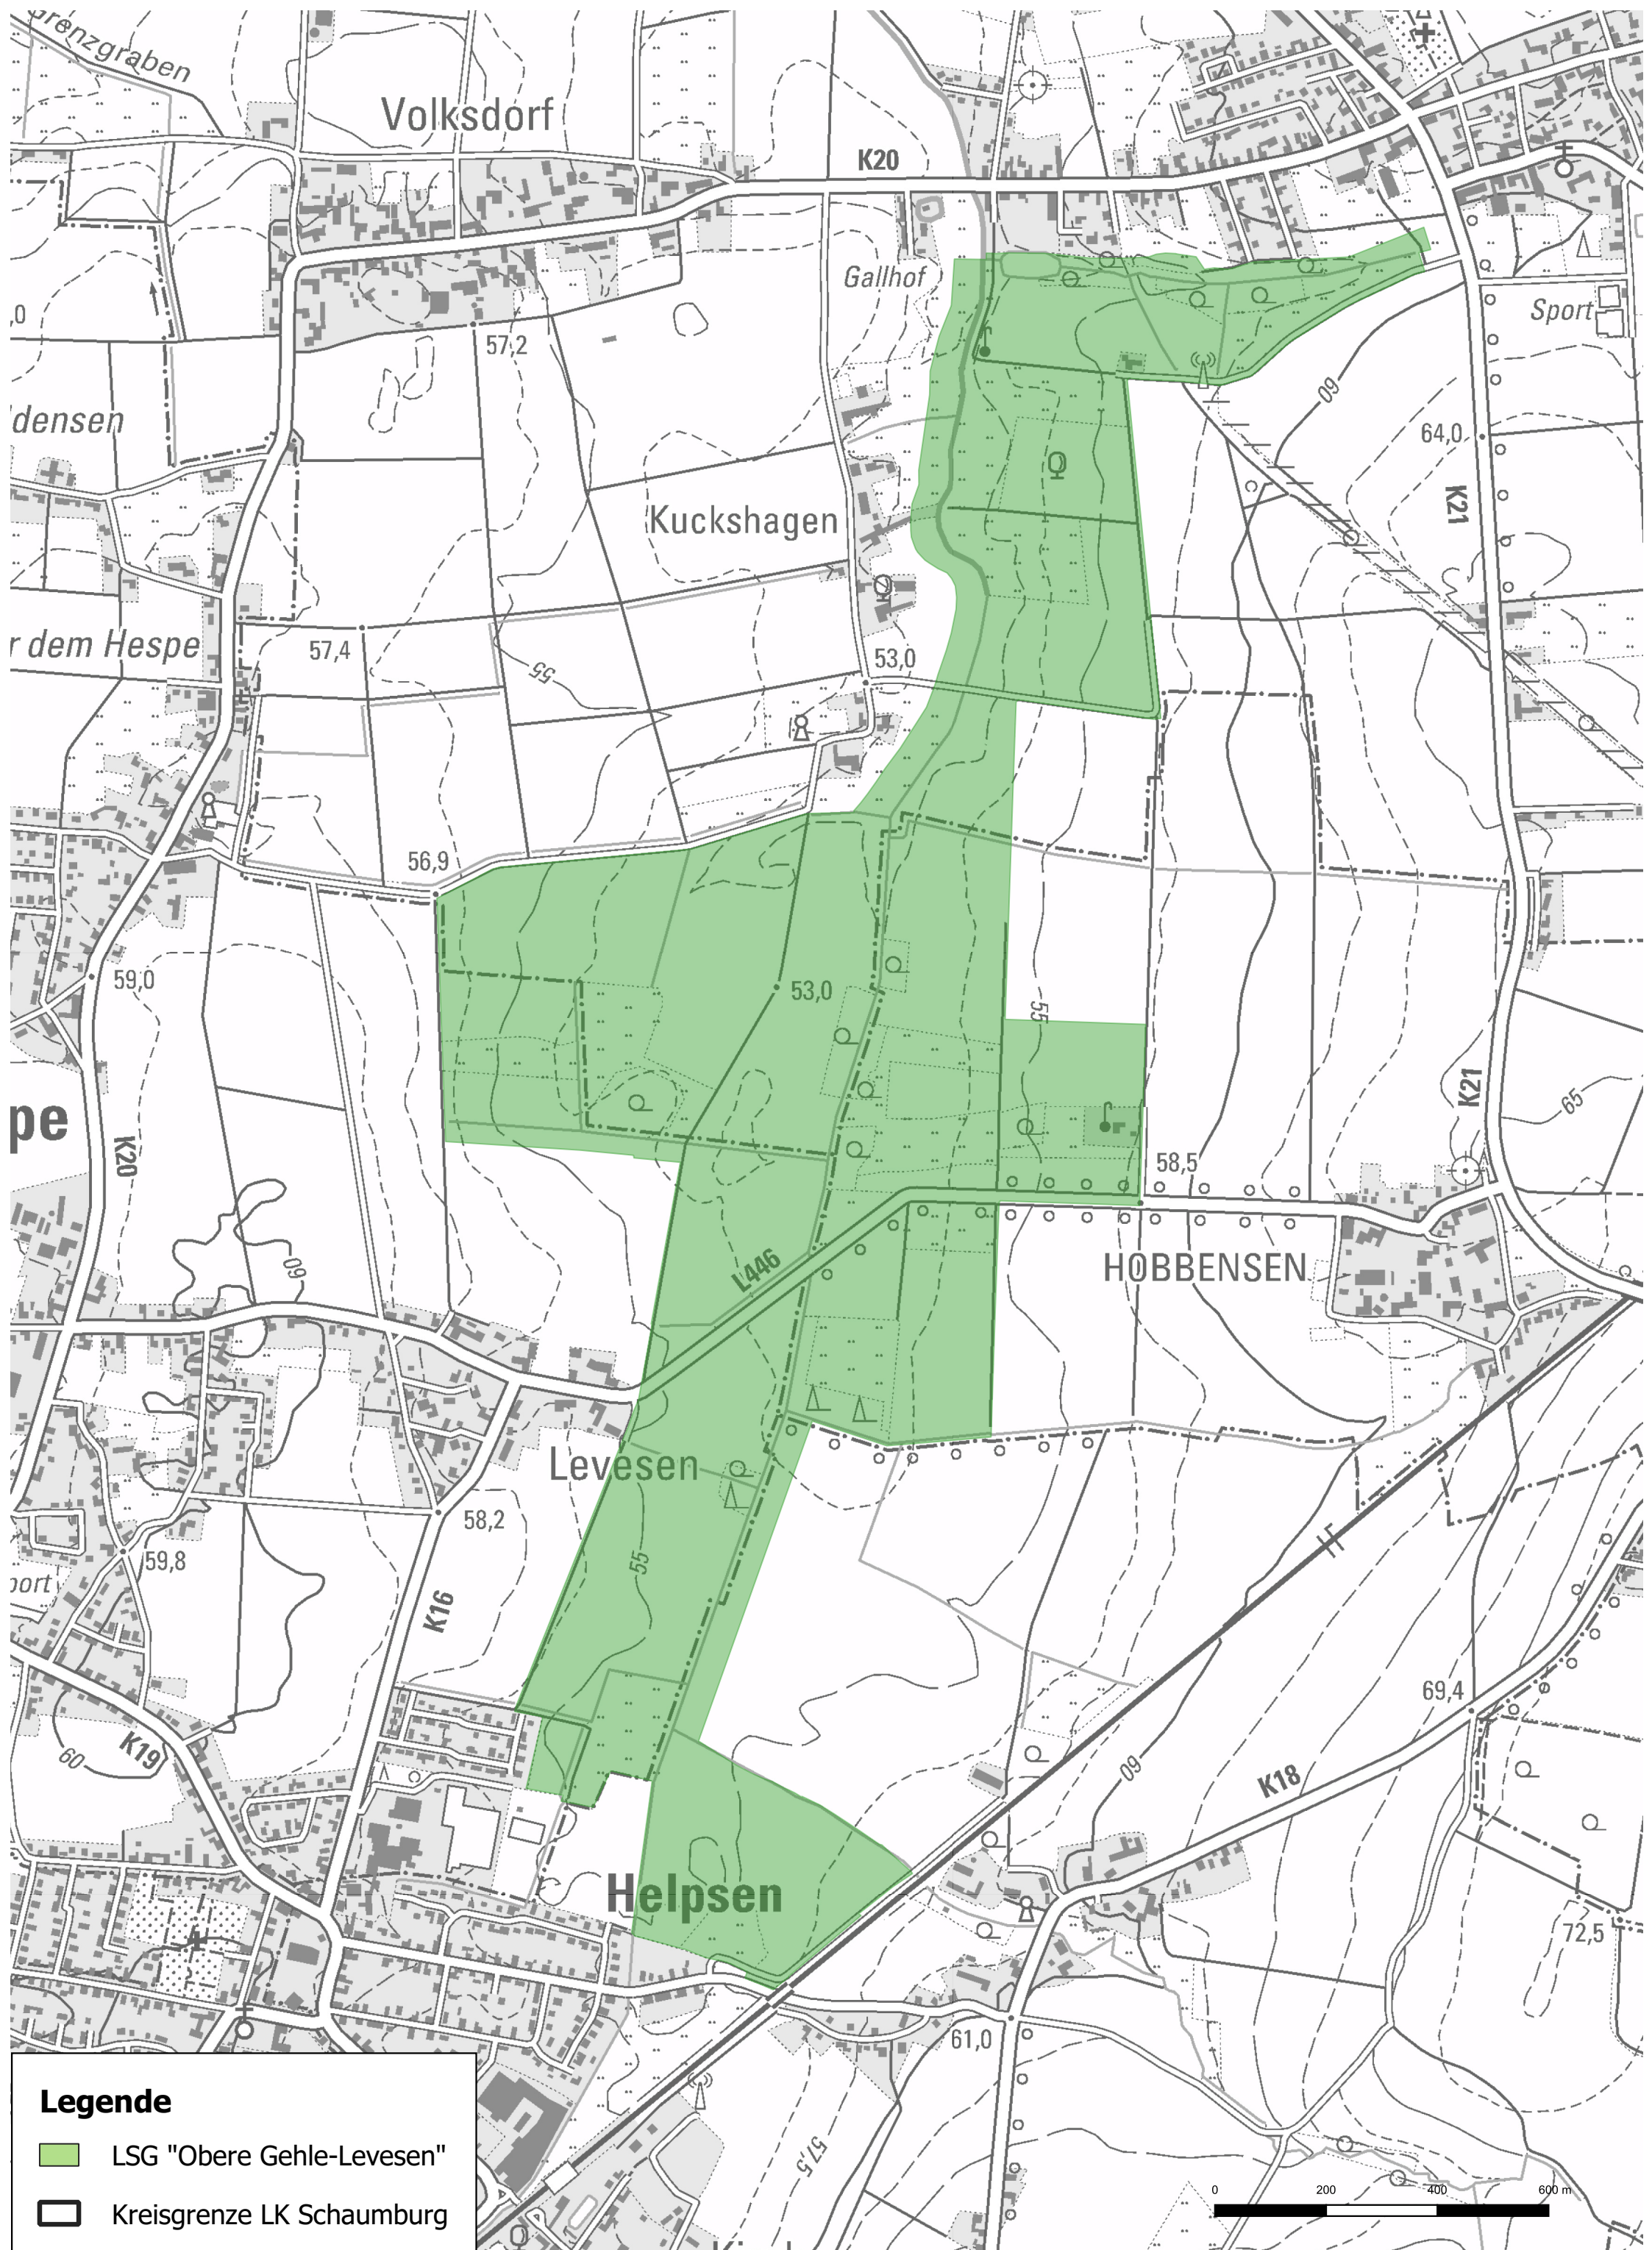 Grenzgraben
Volksdorf
K20
Gallhof
Sport
57,2
,0
densen
60
64,0
K21
Kuckshagen
r dem Hespe
57,4
55
53,0
56,9
59,0
53,0
55
pe
K20
K21
65
58,5
60
L446
HOBBENSEN
Levesen
58,2
55
59,8
port
K16
69,4
K19
60
60
K18
Helpsen
72,5
61,0
57,5
Legende
LSG "Obere Gehle-Levesen"
Kreisgrenze LK Schaumburg
0 200 400 600 m